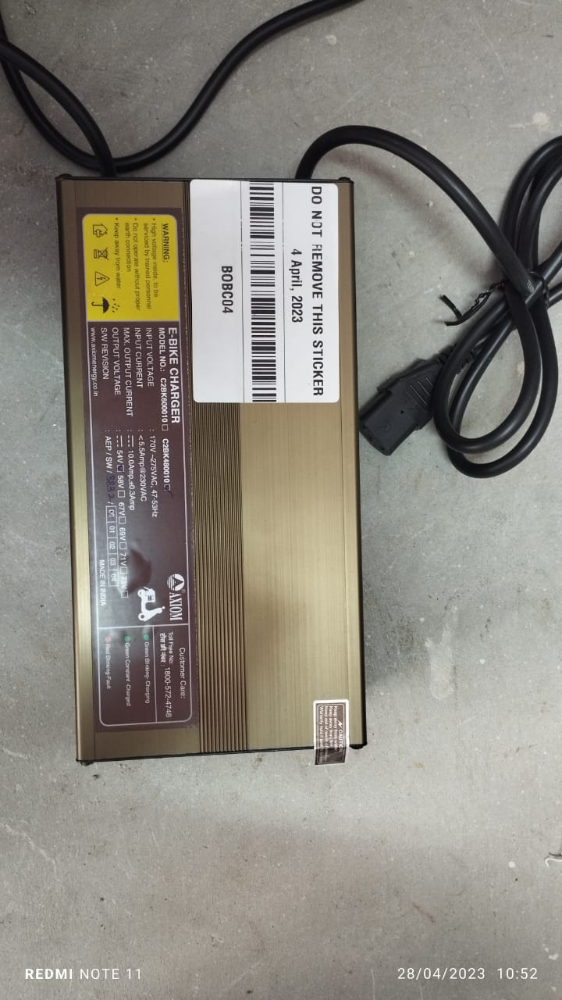 DO NOT REMOVE THIS STICKER
4 April, 2023
BOBC04
WARNING:
• High voltage inside, to be
serviced by trained personnel
• Do not operate without proper
earth connection
• Keep away from water
E-BIKE CHARGER
MODEL NO.: C2BK600010 C2BK480010
INPUT VOLTAGE : 170V ~275VAC, 47-53Hz
INPUT CURRENT : <5.5Amp@230VAC
MAX. OUTPUT CURRENT : 10.0Amp,±0.3Amp
OUTPUT VOLTAGE : 54V 58V 67V 69V 71V 73V
S/W REVISION : AEP / SW / / 00 01 02 03 04
www.axiomenergy.co.in
MADE IN INDIA
AXIOM
Customer Care:
Toll Free No:
टोल फ्री नंबर : 1800-572-4748
Green Blinking- Charging
Green Constant -Charged
Red Blinking-Fault
CAUTION
REDMI NOTE 11
28/04/2023 10:52